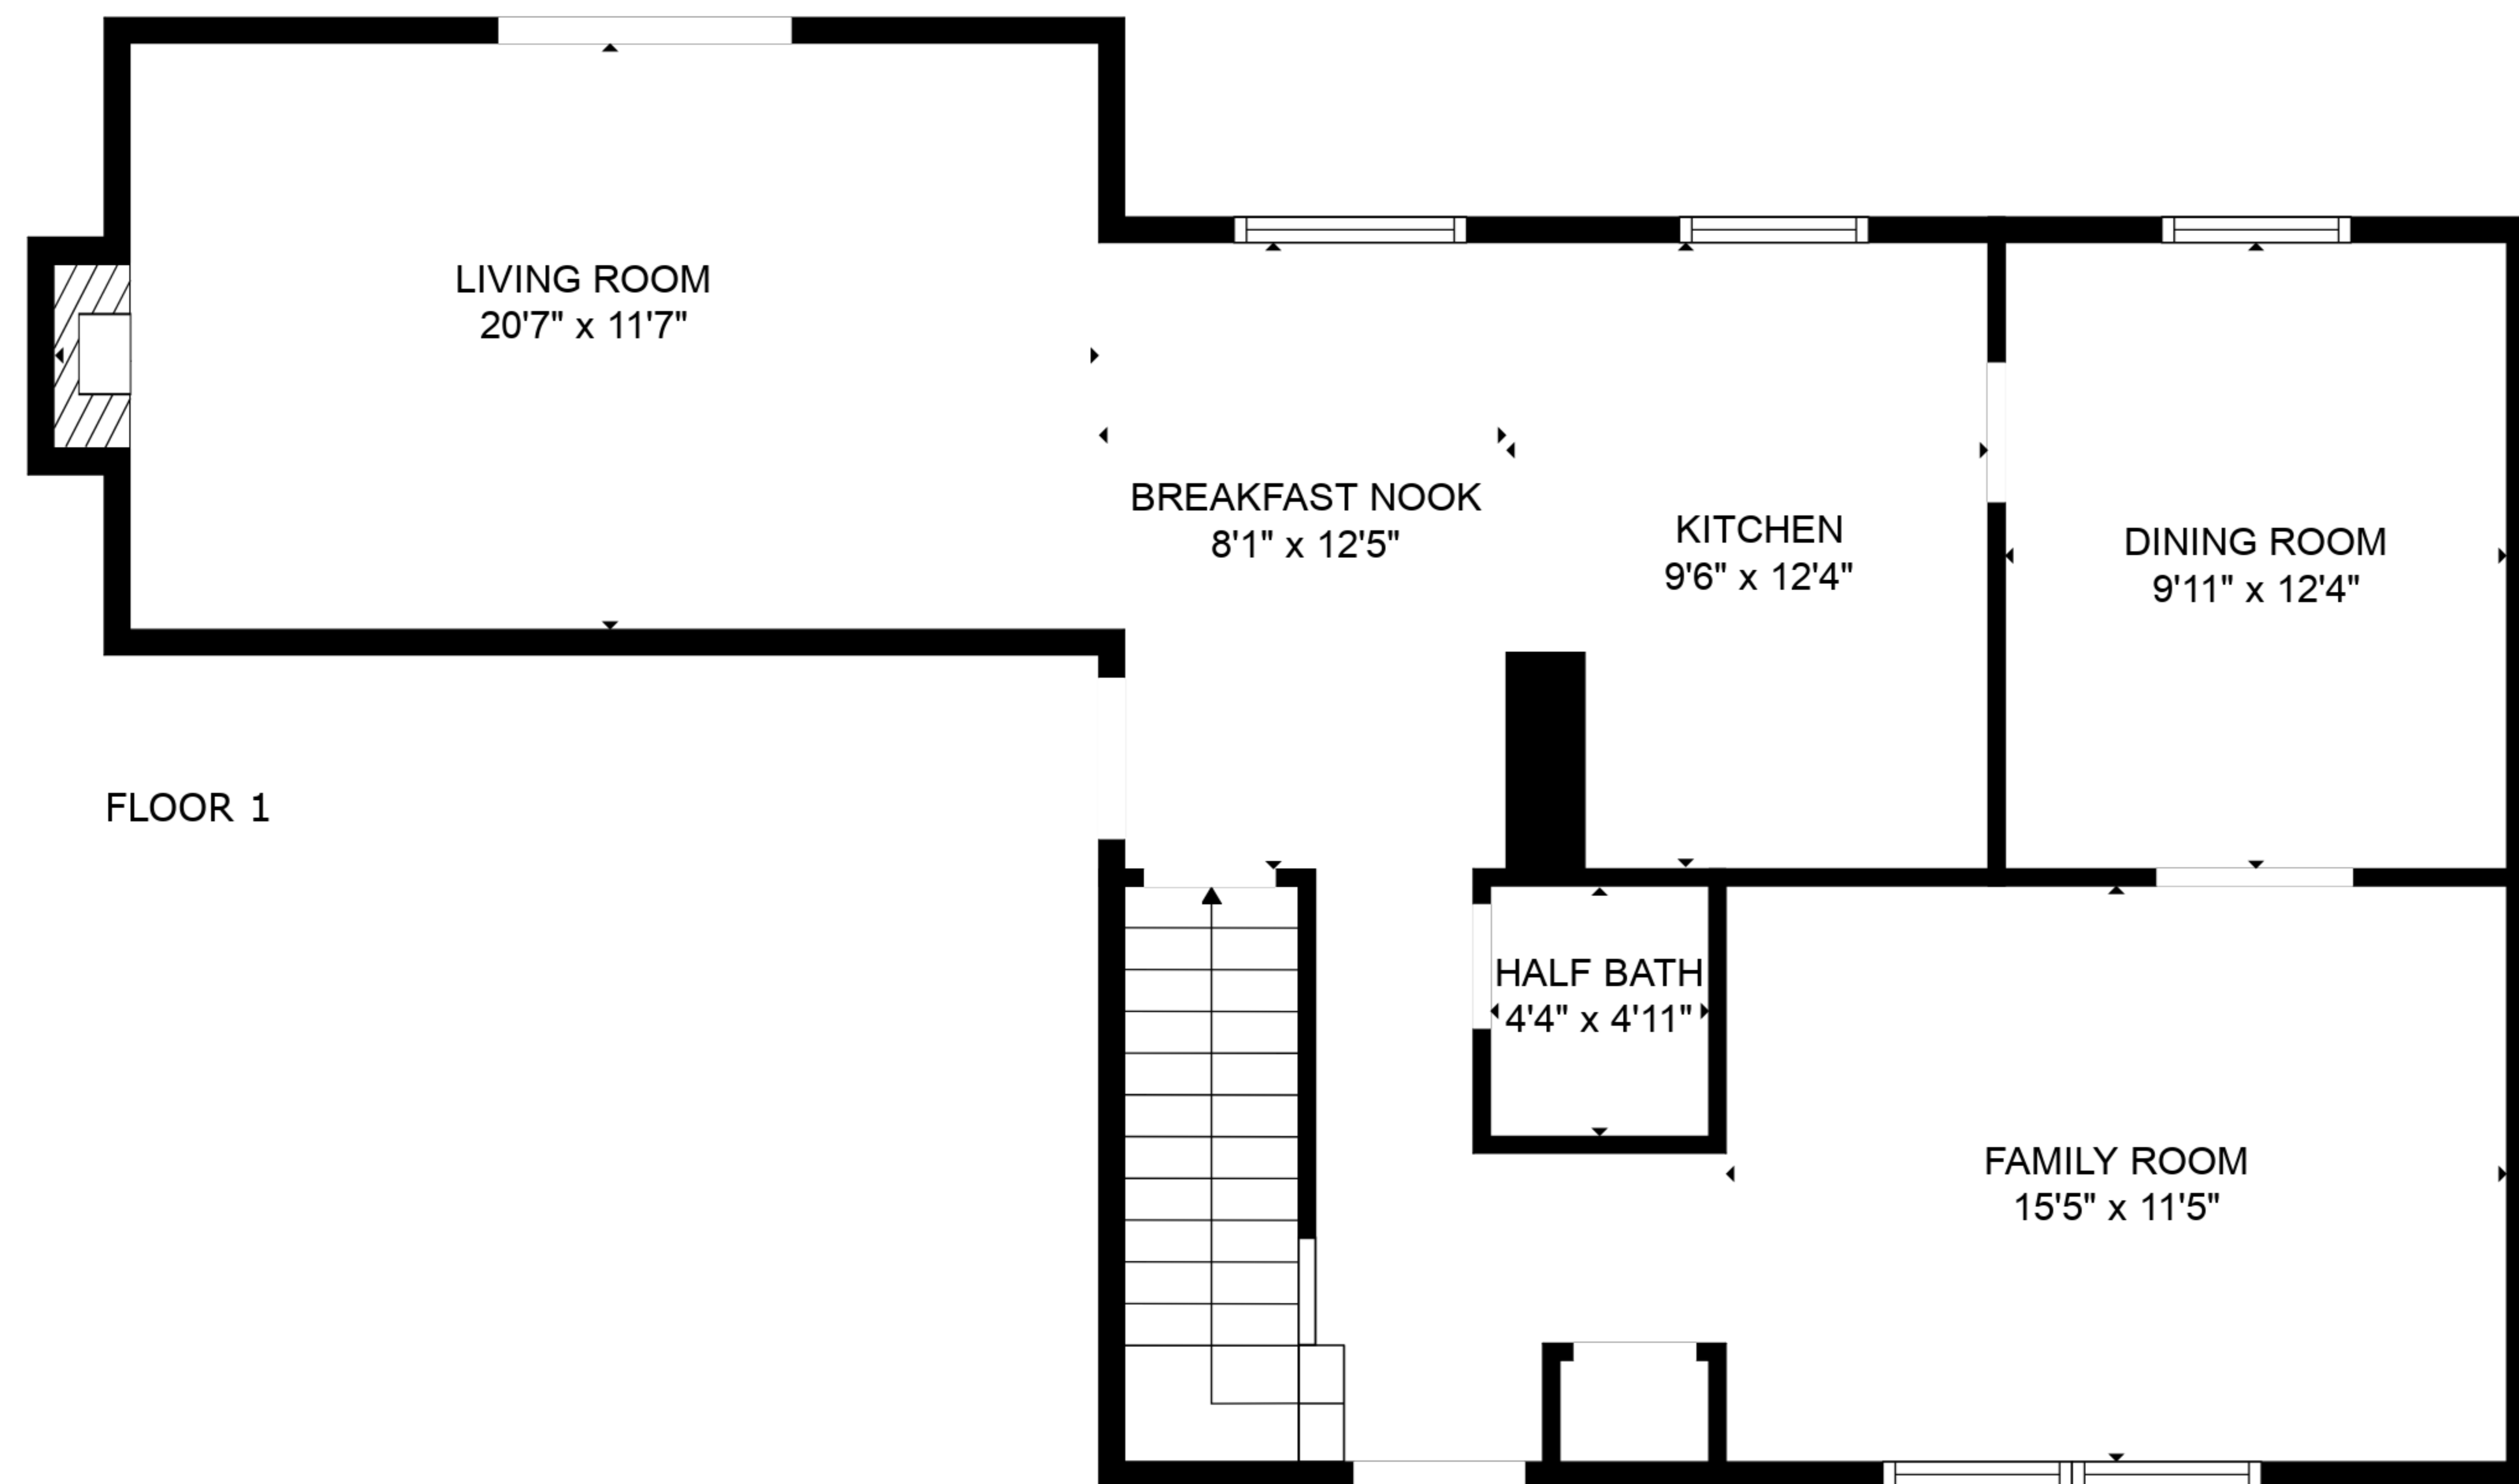 LIVING ROOM
20'7" x 11'7"
BREAKFAST NOOK
8'1" x 12'5"
KITCHEN
9'6" x 12'4"
DINING ROOM
9'11" x 12'4"
FLOOR 1
HALF BATH
4'4" x 4'11"
FAMILY ROOM
15'5" x 11'5"